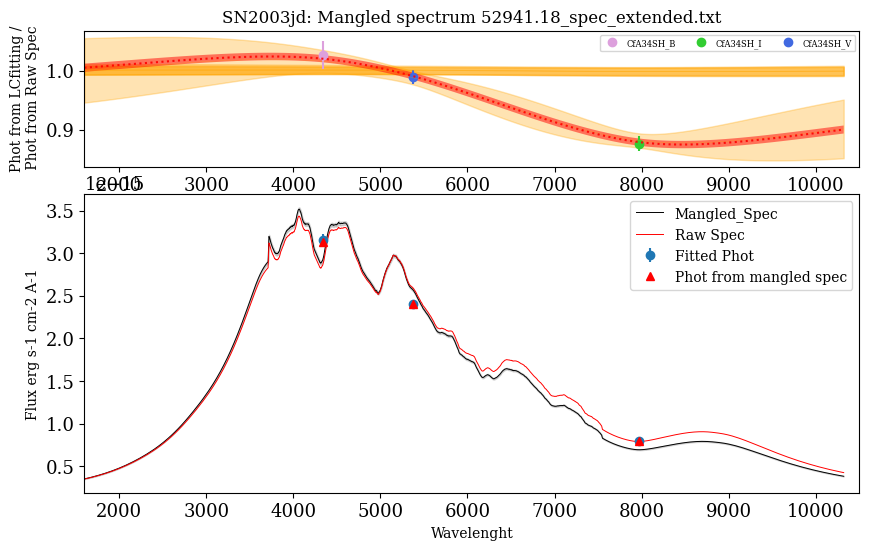 SN2003jd: Mangled spectrum 52941.18_spec_extended.txt
Phot from LCfitting /
Phot from Raw Spec
1.0
0.9
CfA34SH_B
CfA34SH_I
CfA34SH_V
2000 3000 4000 5000 6000 7000 8000 9000 10000
1e−15
Flux erg s-1 cm-2 A-1
3.5
3.0
2.5
2.0
1.5
1.0
0.5
Mangled_Spec
Raw Spec
Fitted Phot
Phot from mangled spec
2000 3000 4000 5000 6000 7000 8000 9000 10000
Wavelenght